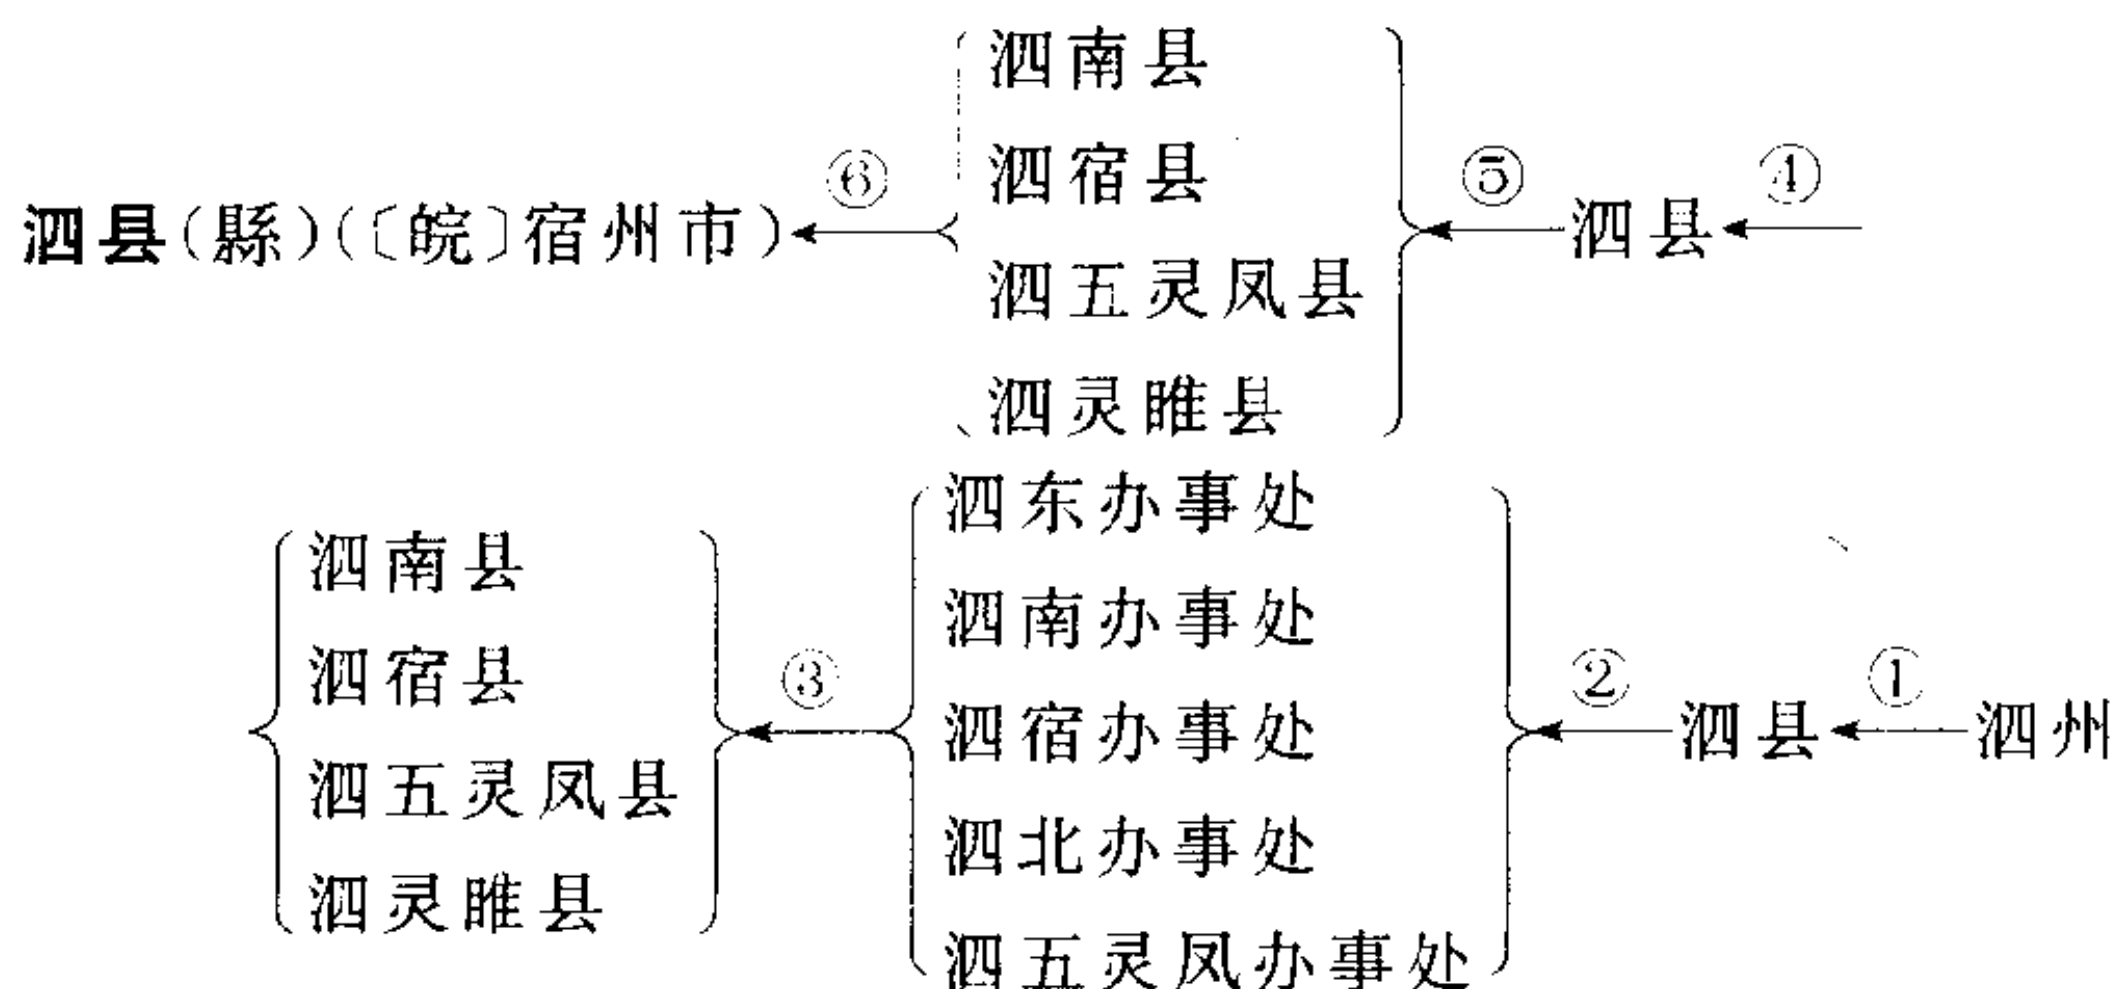 泗县(縣)(〔皖〕宿州市)
⑥
泗南县
泗宿县
泗五灵凤县
泗灵睢县
⑤
泗县
④
泗南县
泗宿县
泗五灵凤县
泗灵睢县
③
泗东办事处
泗南办事处
泗宿办事处
泗北办事处
泗五灵凤办事处
②
泗县
①
泗州